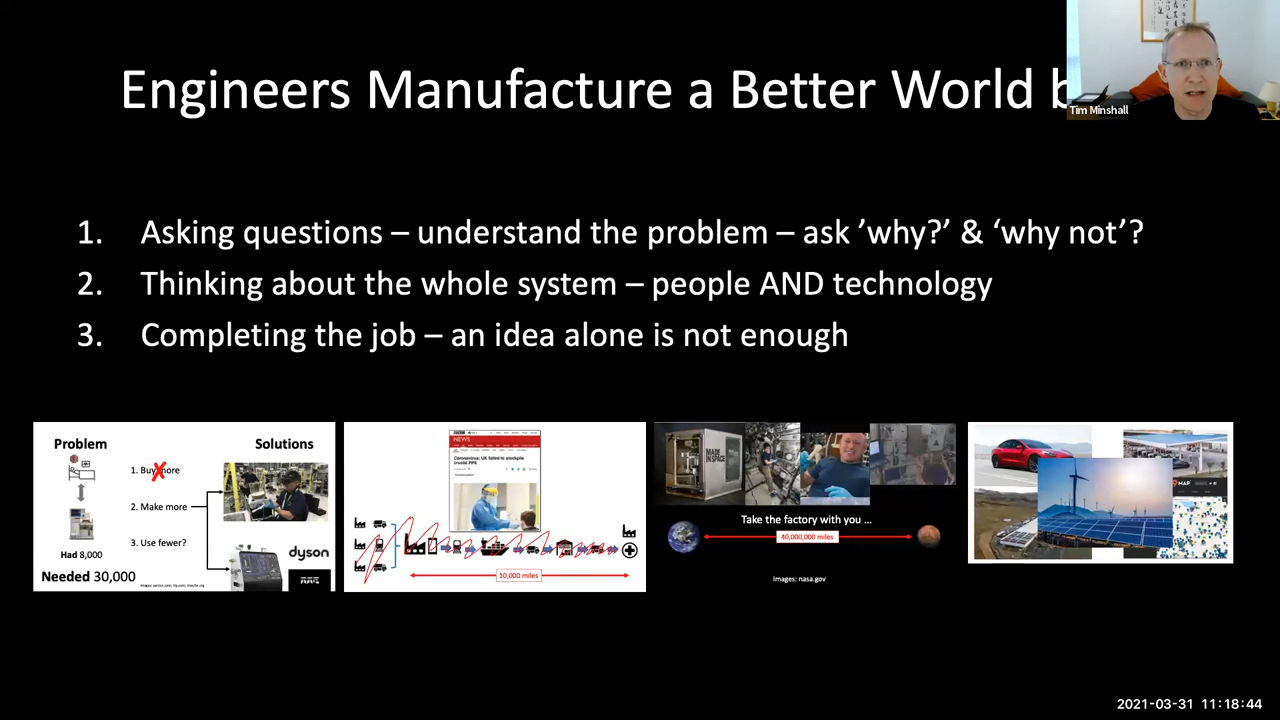 Engineers Manufacture a Better World b
Tim Minshall
1. Asking questions – understand the problem – ask ’why?’ & ‘why not’?
2. Thinking about the whole system – people AND technology
3. Completing the job – an idea alone is not enough
Problem
Solutions
1. Buy more
2. Make more
3. Use fewer?
Had 8,000
Needed 30,000
dyson
NEWS
Coronavirus: UK failed to stockpile
crucial PPE
10,000 miles
MADE
IN SPACE
Take the factory with you ...
40,000,000 miles
Images: nasa.gov
MAP
2021-03-31 11:18:44